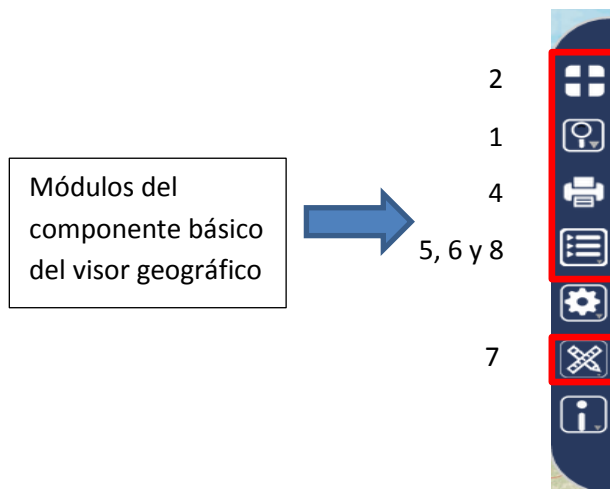 2
1
4
5, 6 y 8
7
Módulos del
componente básico
del visor geográfico